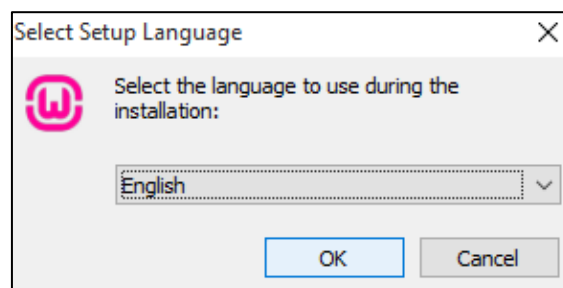 Select Setup Language
Select the language to use during the
installation:
English
OK Cancel